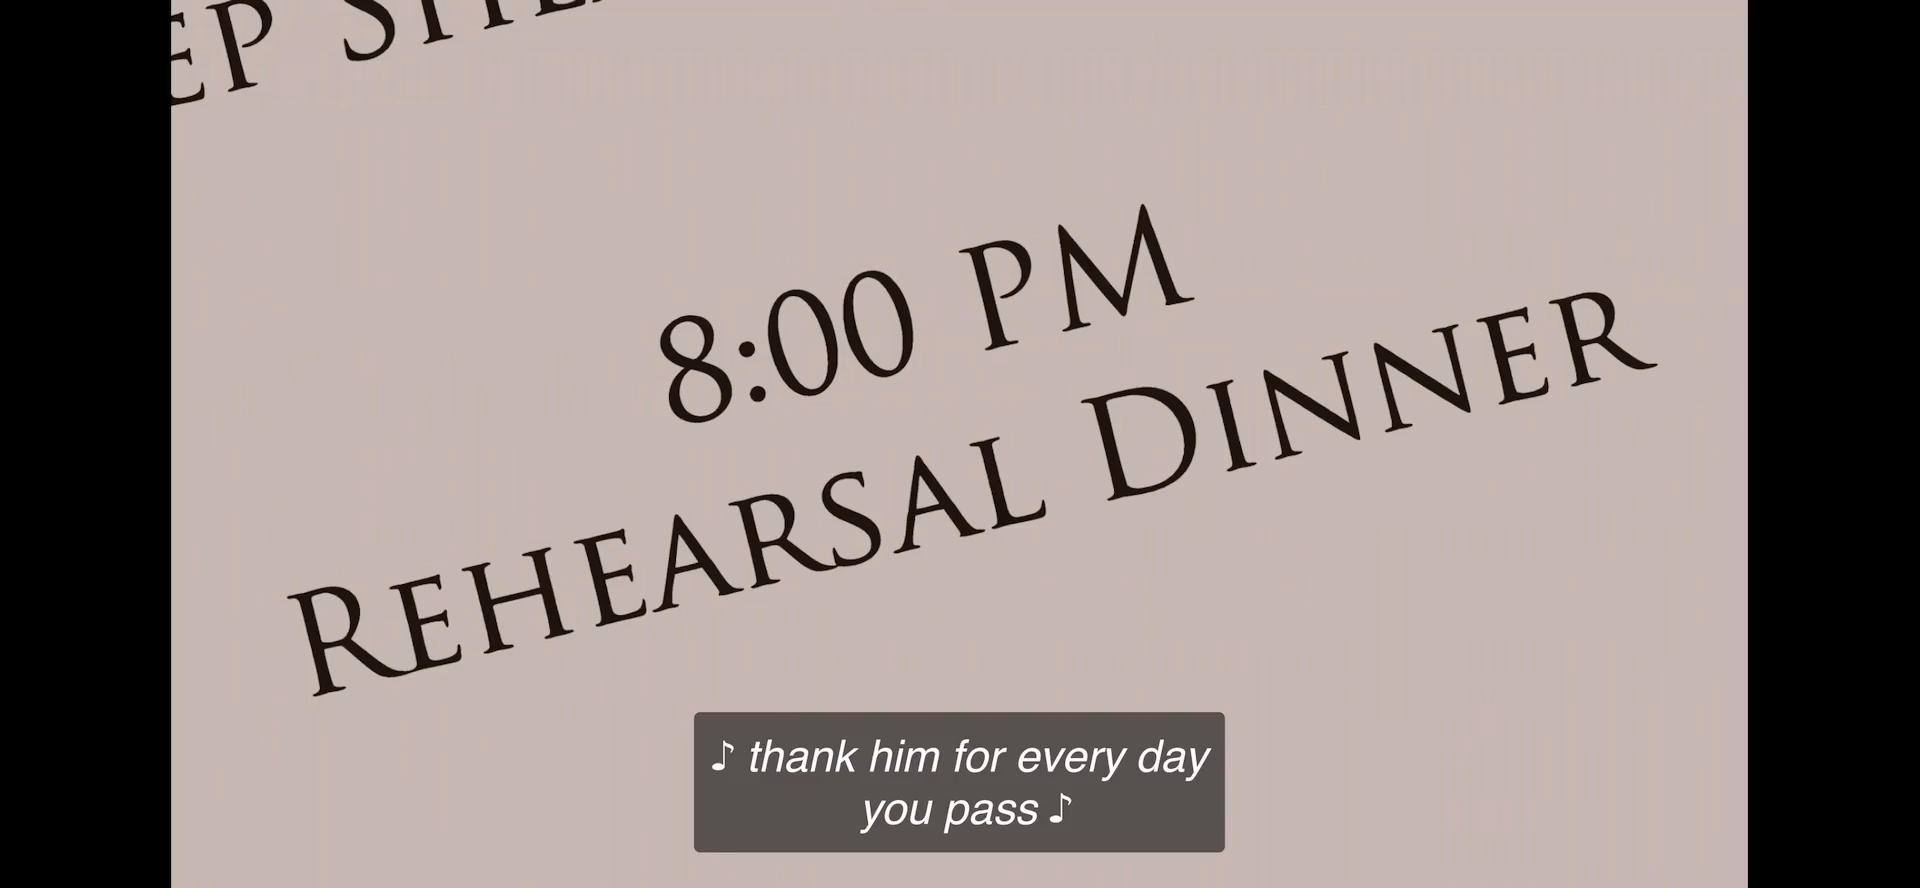 8:00 PM
REHEARSAL DINNER
♪ thank him for every day
you pass ♪